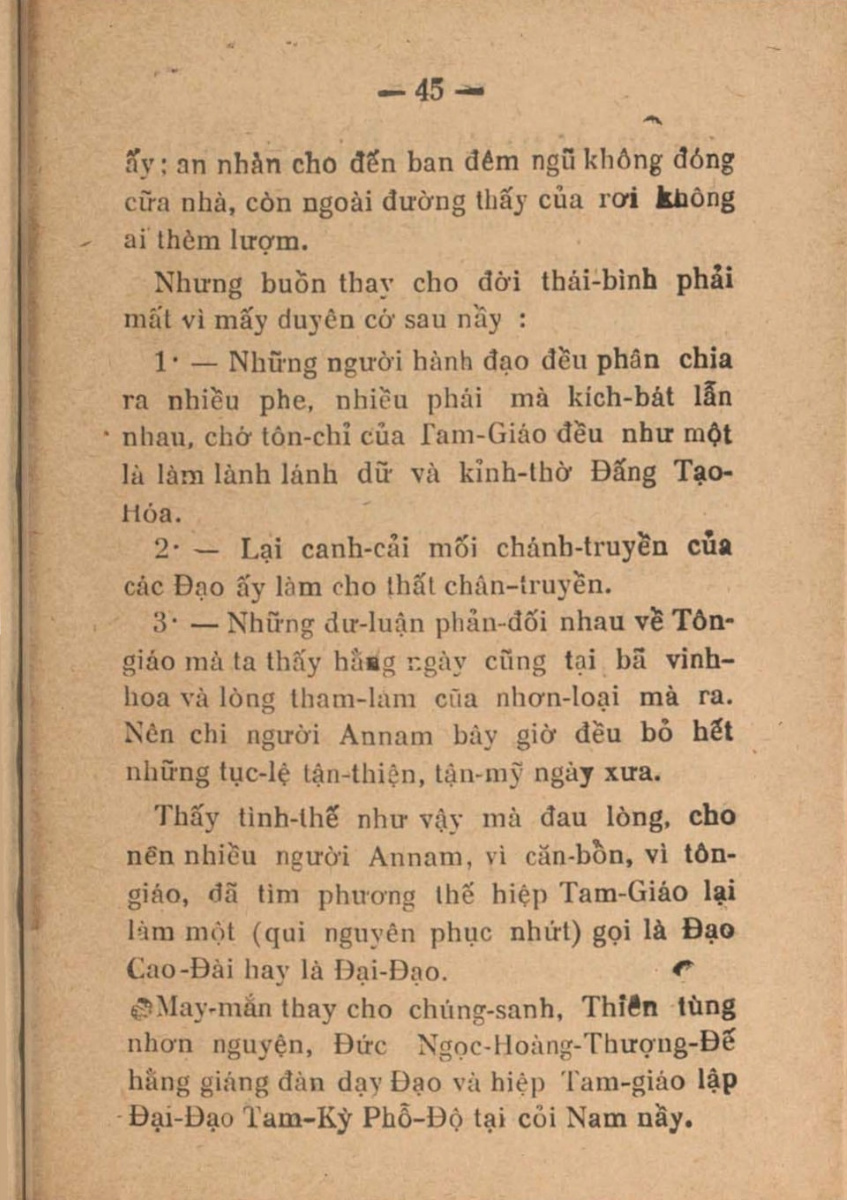 — 45 —
ấy; an nhàn cho đến ban đêm ngũ không đóng
cữa nhà, còn ngoài đường thấy của rơi không
ai thèm lượm.
Nhưng buồn thay cho đời thái-bình phải
mất vì mấy duyên cớ sau nầy :
1· — Những người hành đạo đều phân chia
ra nhiều phe, nhiều phái mà kích-bát lẫn
nhau, chớ tôn-chỉ của Tam-Giáo đều như một
là làm lành lánh dữ và kỉnh-thờ Đấng Tạo-
Hóa.
2· — Lại canh-cải mối chánh-truyền của
các Đạo ấy làm cho thất chân-truyền.
3· — Những dư-luận phản-đối nhau về Tôn-
giáo mà ta thấy hằng ngày cũng tại bã vinh-
hoa và lòng tham-lam của nhơn-loại mà ra.
Nên chi người Annam bây giờ đều bỏ hết
những tục-lệ tận-thiện, tận-mỹ ngày xưa.
Thấy tình-thế như vậy mà đau lòng, cho
nên nhiều người Annam, vì căn-bổn, vì tôn-
giáo, đã tìm phương thế hiệp Tam-Giáo lại
làm một (qui nguyên phục nhứt) gọi là Đạo
Cao-Đài hay là Đại-Đạo.
May-mắn thay cho chúng-sanh, Thiên tùng
nhơn nguyện, Đức Ngọc-Hoàng-Thượng-Đế
hằng giáng đàn dạy Đạo và hiệp Tam-giáo lập
Đại-Đạo Tam-Kỳ Phổ-Độ tại cỏi Nam nầy.